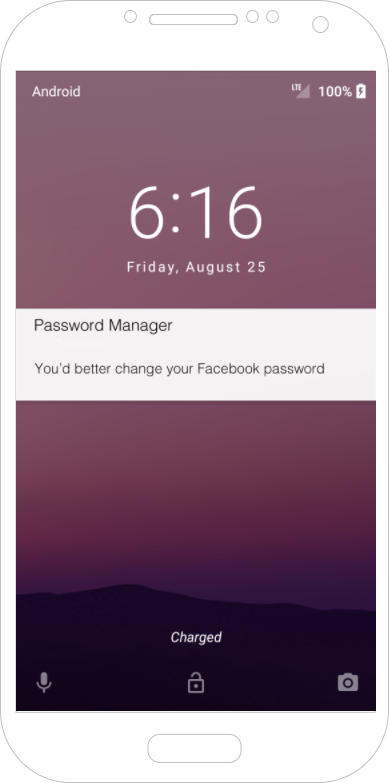 Android LTE 100%
6:16
Friday, August 25
Password Manager
You'd better change your Facebook password
Charged